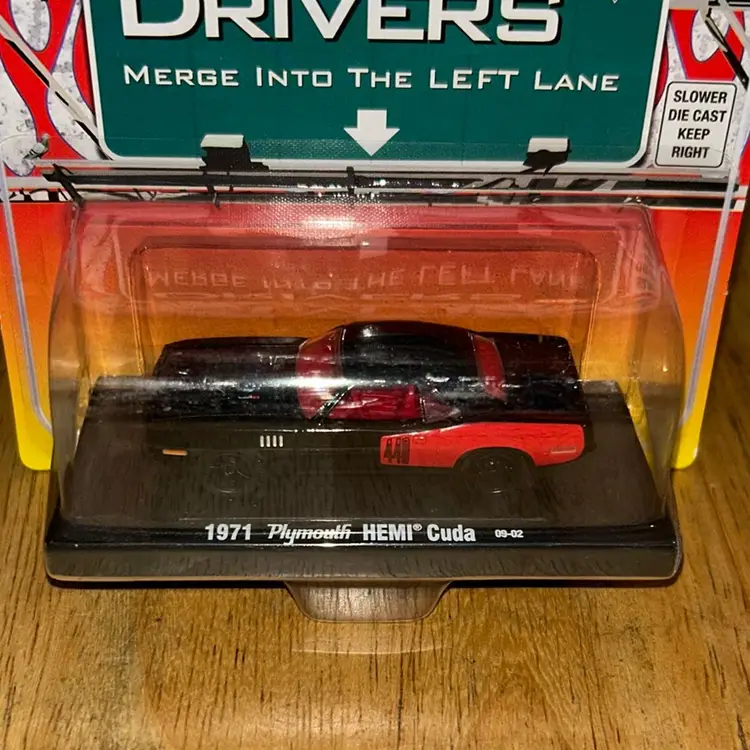 DRIVERS
MERGE INTO THE LEFT LANE
SLOWER
DIE CAST
KEEP
RIGHT
1971 Plymouth HEMI® Cuda 09-02